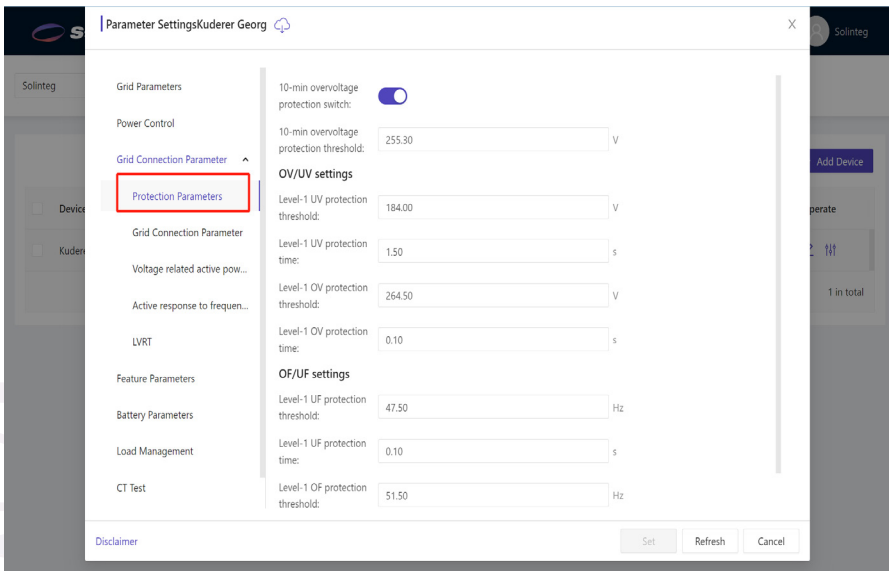 Parameter SettingsKuderer Georg
X
S
Solinteg
Solinteg
Add Device
Device
perate
Kudere
1 in total
Grid Parameters
Power Control
Grid Connection Parameter
Protection Parameters
Grid Connection Parameter
Voltage related active pow...
Active response to frequen...
LVRT
Feature Parameters
Battery Parameters
Load Management
CT Test
10-min overvoltage
protection switch:
10-min overvoltage
protection threshold:
255.30 V
OV/UV settings
Level-1 UV protection
threshold:
184.00 V
Level-1 UV protection
time:
1.50 s
Level-1 OV protection
threshold:
264.50 V
Level-1 OV protection
time:
0.10 s
OF/UF settings
Level-1 UF protection
threshold:
47.50 Hz
Level-1 UF protection
time:
0.10 s
Level-1 OF protection
threshold:
51.50 Hz
Disclaimer
Set Refresh Cancel